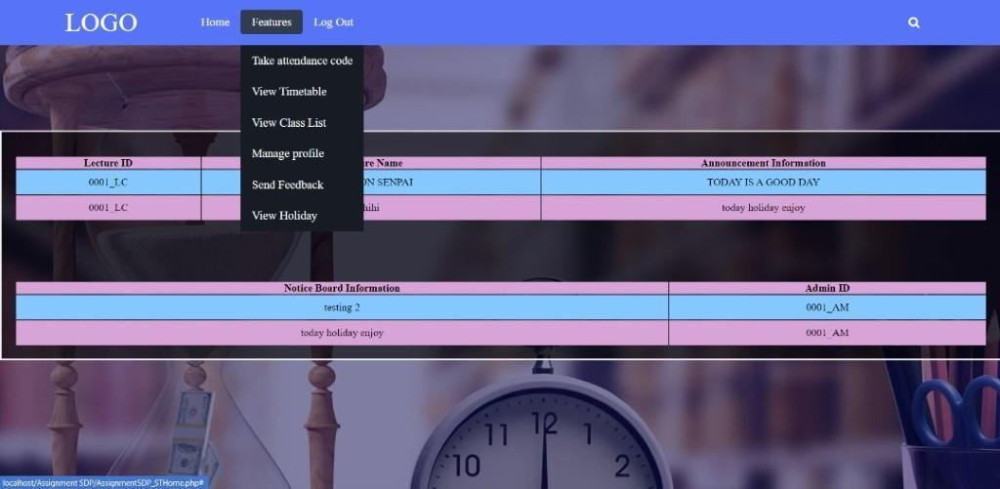 LOGO Home Features Log Out
Take attendance code
View Timetable
View Class List
Manage profile
Send Feedback
View Holiday
Lecture ID re Name Announcement Information
0001_LC ON SENPAI TODAY IS A GOOD DAY
0001_LC hihi today holiday enjoy
Notice Board Information Admin ID
testing 2 0001_AM
today holiday enjoy 0001_AM
10 11 12 1 2
localhost/Assignment SDP/AssignmentSDP_STHome.php#